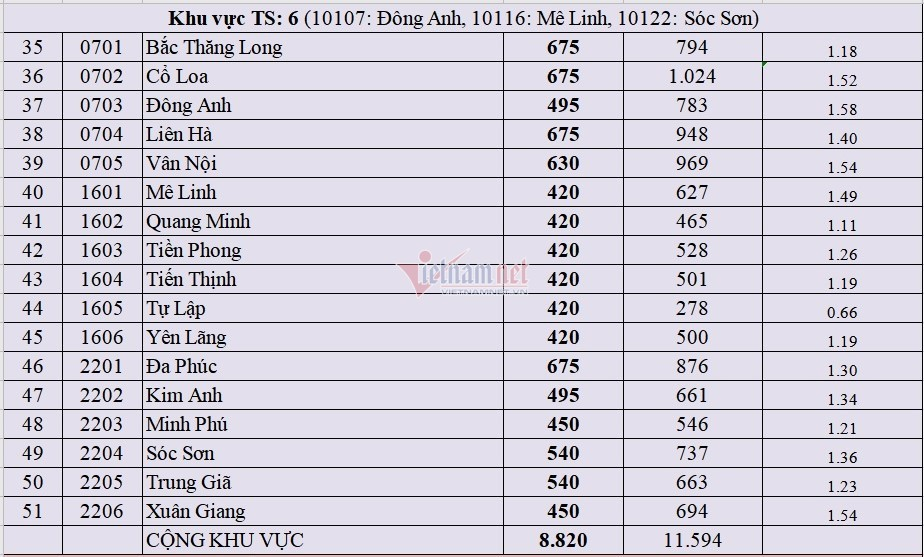 Khu vực TS: 6 (10107: Đông Anh, 10116: Mê Linh, 10122: Sóc Sơn)
35 0701 Bắc Thăng Long 675 794 1.18
36 0702 Cổ Loa 675 1.024 1.52
37 0703 Đông Anh 495 783 1.58
38 0704 Liên Hà 675 948 1.40
39 0705 Vân Nội 630 969 1.54
40 1601 Mê Linh 420 627 1.49
41 1602 Quang Minh 420 465 1.11
42 1603 Tiền Phong 420 528 1.26
43 1604 Tiến Thịnh 420 501 1.19
44 1605 Tự Lập 420 278 0.66
45 1606 Yên Lãng 420 500 1.19
46 2201 Đa Phúc 675 876 1.30
47 2202 Kim Anh 495 661 1.34
48 2203 Minh Phú 450 546 1.21
49 2204 Sóc Sơn 540 737 1.36
50 2205 Trung Giã 540 663 1.23
51 2206 Xuân Giang 450 694 1.54
CỘNG KHU VỰC 8.820 11.594
Vietnamnet
VIETNAMNET.VN